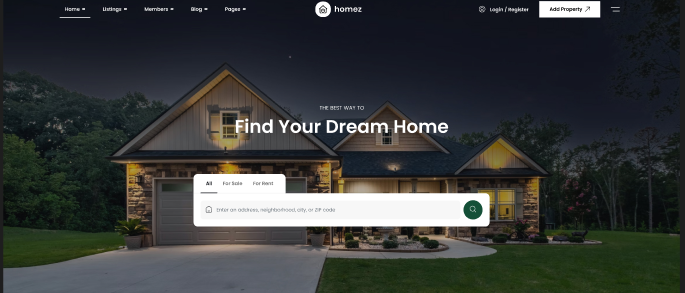 Home
Listings
Members
Blog
Pages
homez
Login / Register
Add Property
THE BEST WAY TO
Find Your Dream Home
All
For Sale
For Rent
Enter an address, neighborhood, city, or ZIP code